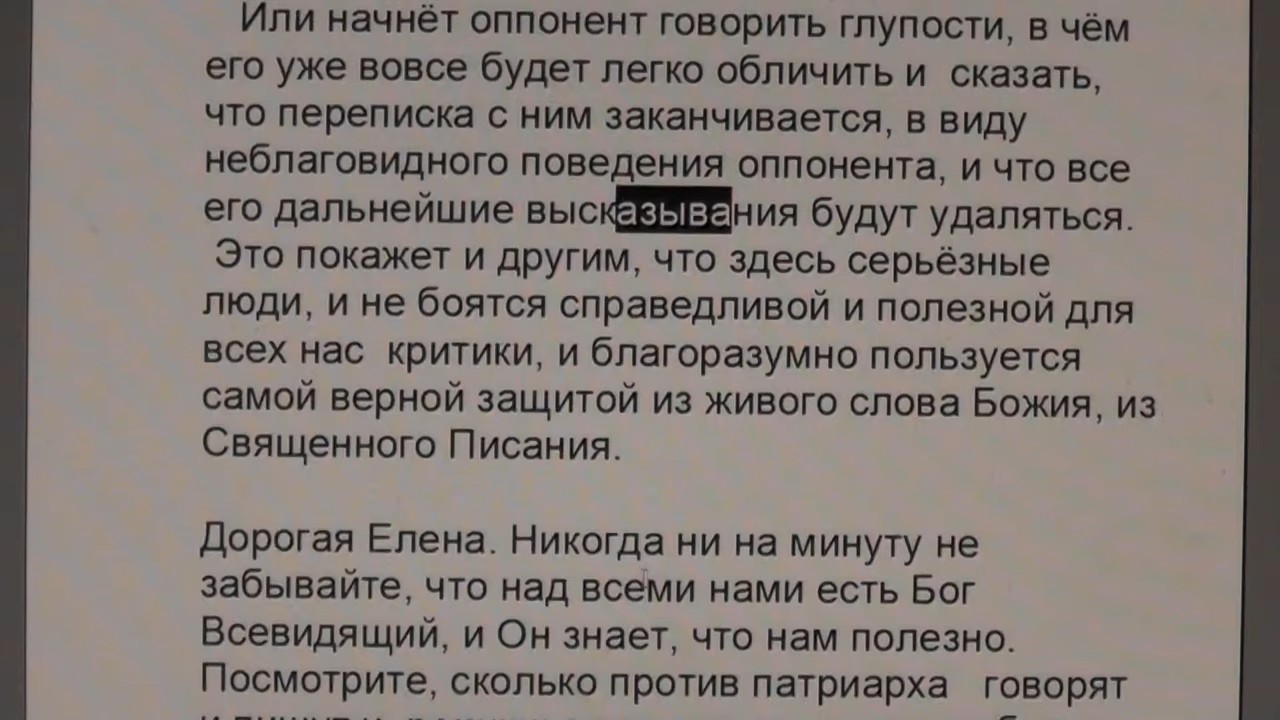 Или начнёт оппонент говорить глупости, в чём
его уже вовсе будет легко обличить и сказать,
что переписка с ним заканчивается, в виду
неблаговидного поведения оппонента, и что все
его дальнейшие высказывания будут удаляться.
Это покажет и другим, что здесь серьёзные
люди, и не боятся справедливой и полезной для
всех нас критики, и благоразумно пользуется
самой верной защитой из живого слова Божия, из
Священного Писания.
Дорогая Елена. Никогда ни на минуту не
забывайте, что над всеми нами есть Бог
Всевидящий, и Он знает, что нам полезно.
Посмотрите, сколько против патриарха говорят